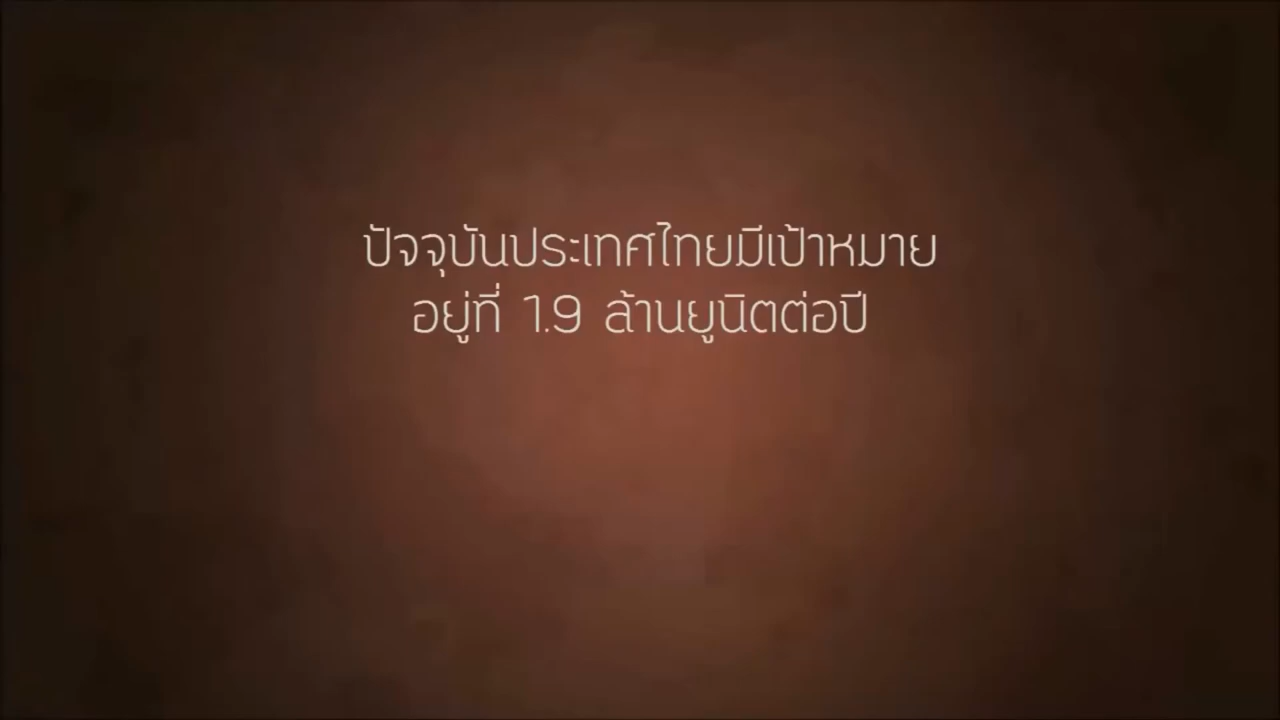 ปัจจุบันประเทศไทยมีเป้าหมาย
อยู่ที่ 1.9 ล้านยูนิตต่อปี